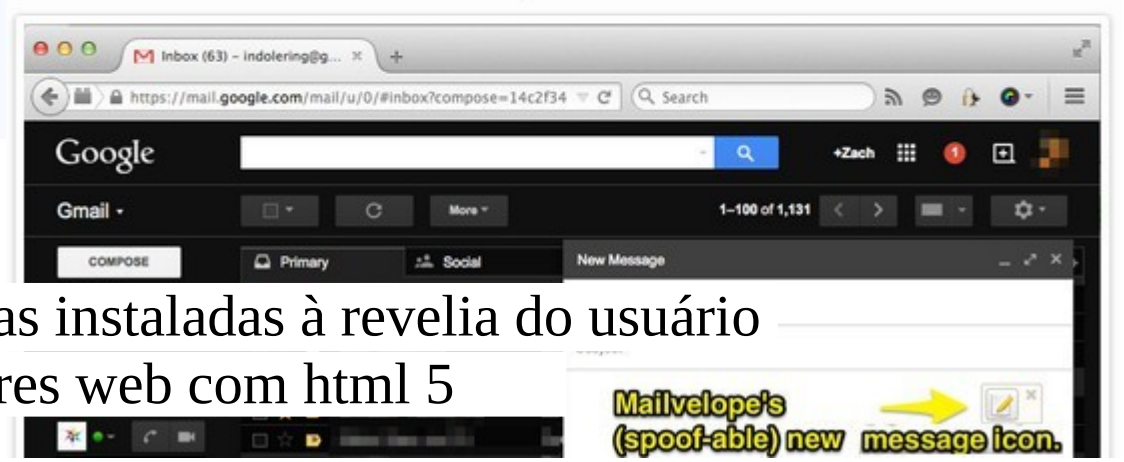 Inbox (63) – indolering@g...
https://mail.google.com/mail/u/0/#inbox?compose=14c2f34
Search
Google
+Zach
1
Gmail
More
1–100 of 1,131
COMPOSE
Primary
Social
New Message
as instaladas à revelia do usuário
res web com html 5
Mailvelope's
(spoof-able) new message icon.